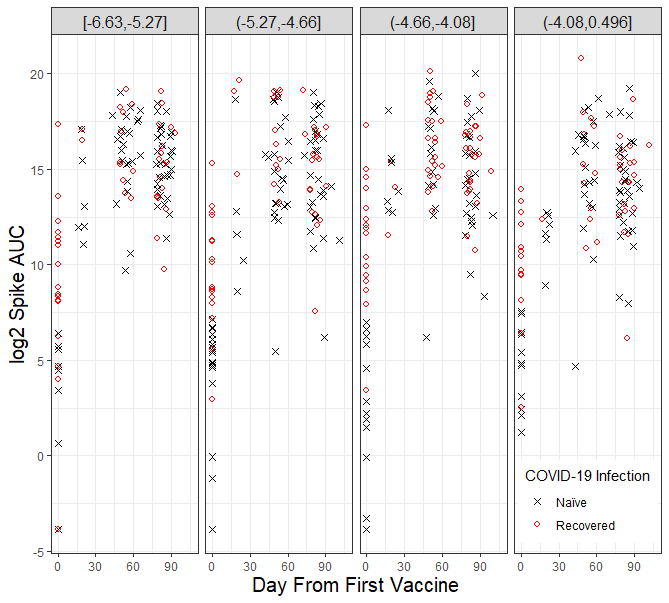 [-6.63,-5.27] (-5.27,-4.66] (-4.66,-4.08] (-4.08,0.496]
log2 Spike AUC
20
15
10
5
0
-5
COVID-19 Infection
Naïve
Recovered
0 30 60 90 0 30 60 90 0 30 60 90 0 30 60 90
Day From First Vaccine